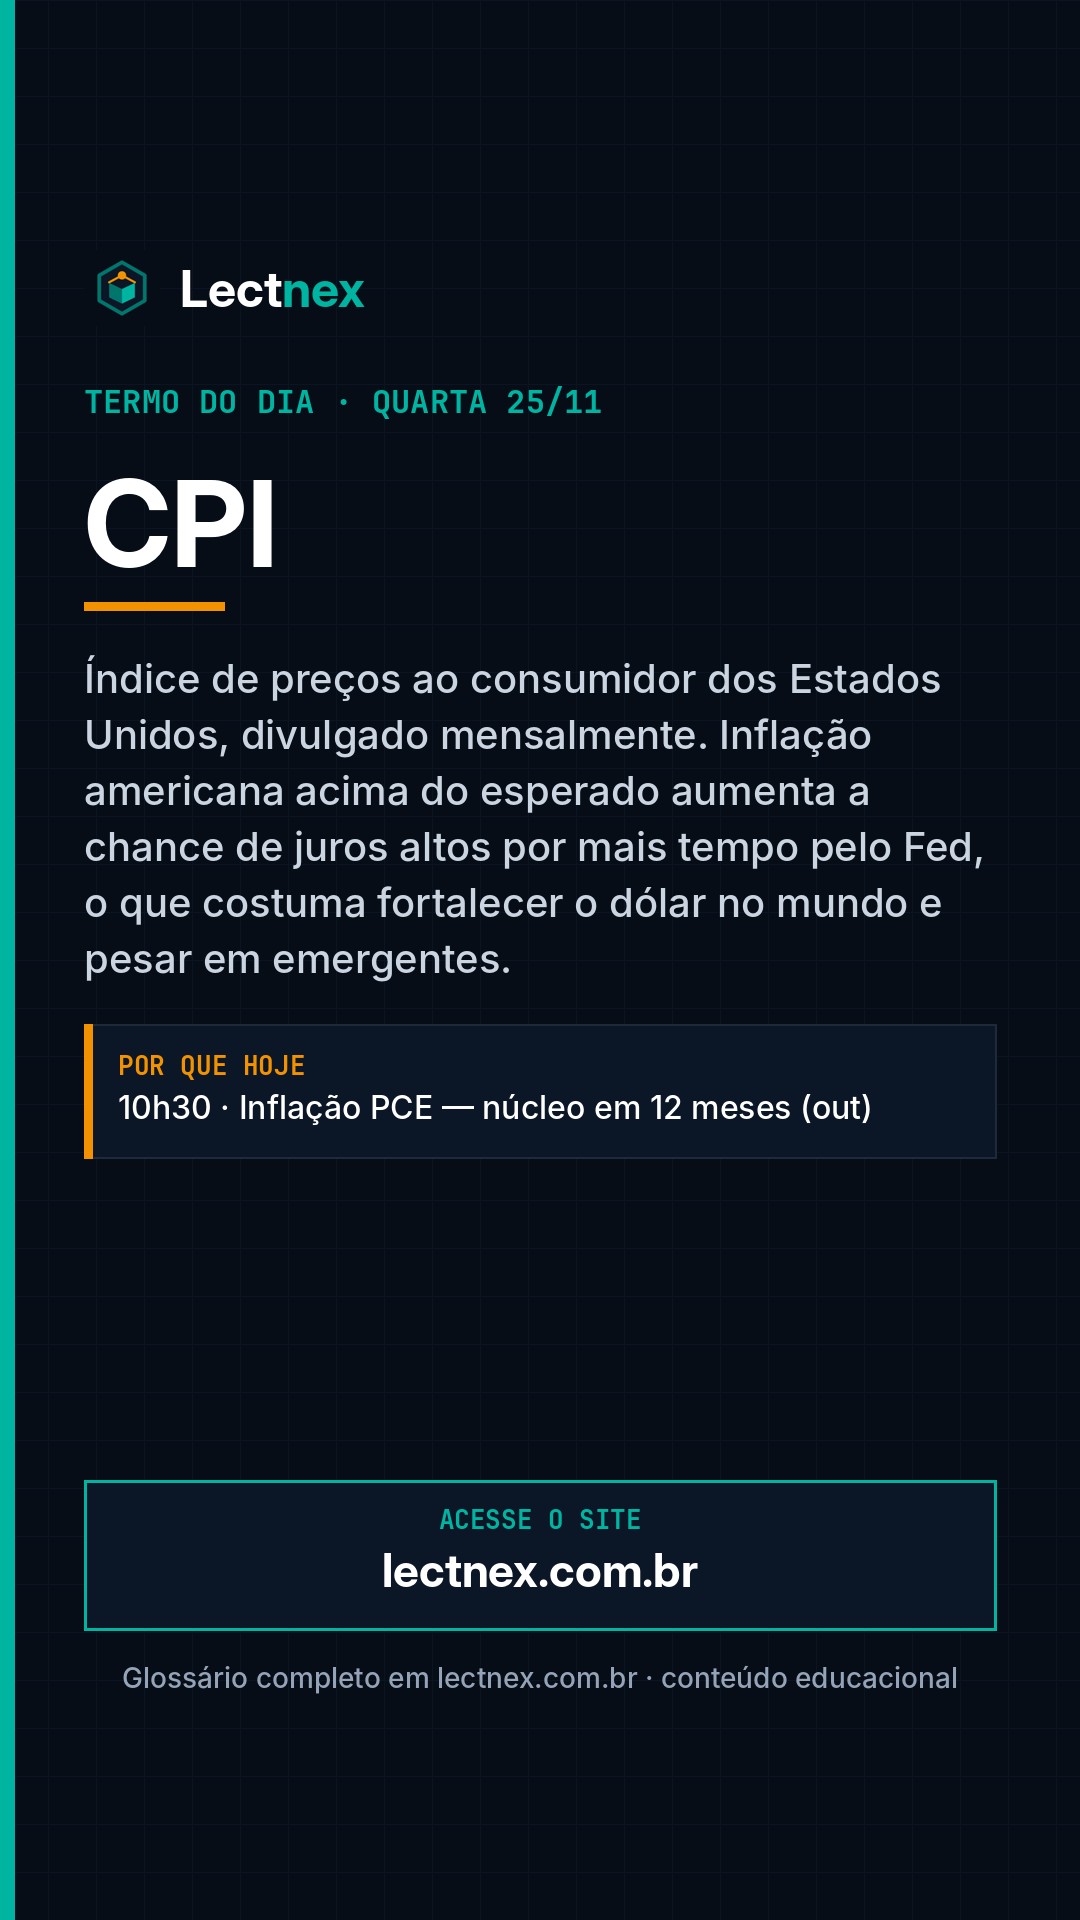 Lectnex
TERMO DO DIA · QUARTA 25/11
CPI
Índice de preços ao consumidor dos Estados
Unidos, divulgado mensalmente. Inflação
americana acima do esperado aumenta a
chance de juros altos por mais tempo pelo Fed,
o que costuma fortalecer o dólar no mundo e
pesar em emergentes.
POR QUE HOJE
10h30 · Inflação PCE — núcleo em 12 meses (out)
ACESSE O SITE
lectnex.com.br
Glossário completo em lectnex.com.br · conteúdo educacional